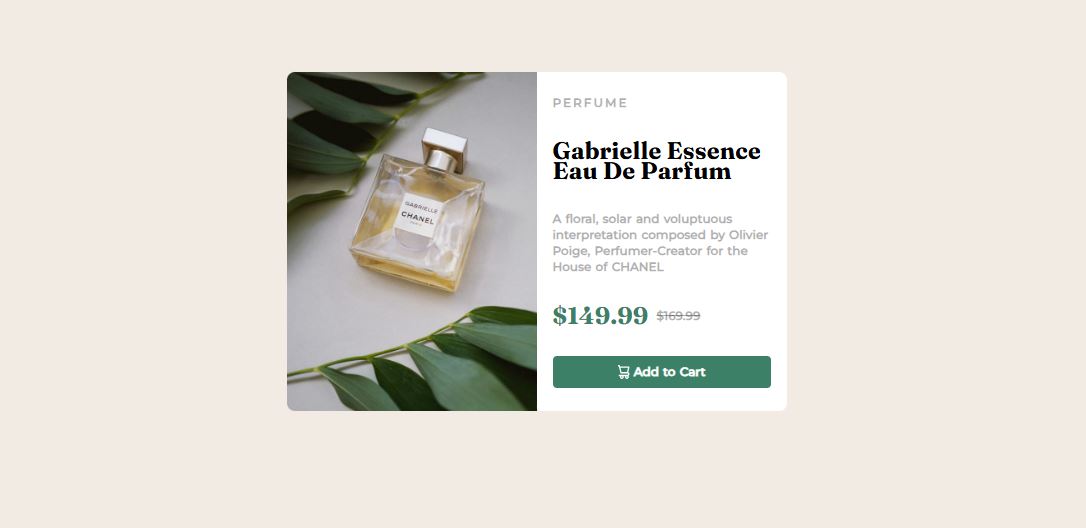 GABRIELLE
CHANEL
PARIS
PERFUME
Gabrielle Essence
Eau De Parfum
A floral, solar and voluptuous
interpretation composed by Olivier
Poige, Perfumer-Creator for the
House of CHANEL
$149.99 $169.99
Add to Cart